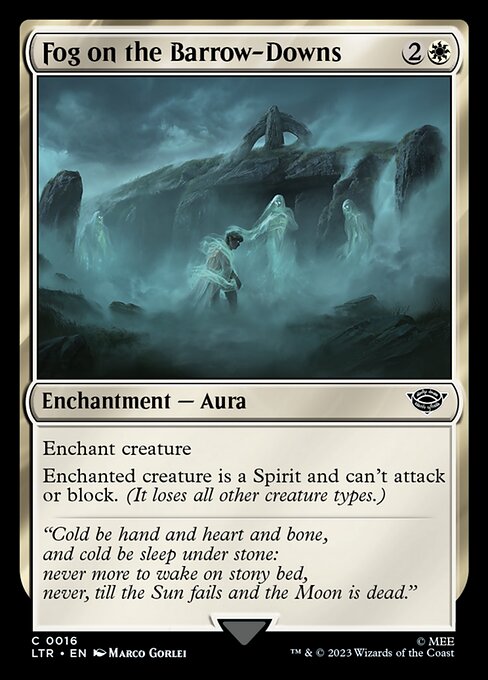 Fog on the Barrow-Downs 2
Enchantment — Aura
Enchant creature
Enchanted creature is a Spirit and can't attack
or block. (It loses all other creature types.)
“Cold be hand and heart and bone,
and cold be sleep under stone:
never more to wake on stony bed,
never, till the Sun fails and the Moon is dead.”
C 0016
LTR • EN Marco Gorlei
© MEE
™ & © 2023 Wizards of the Coast